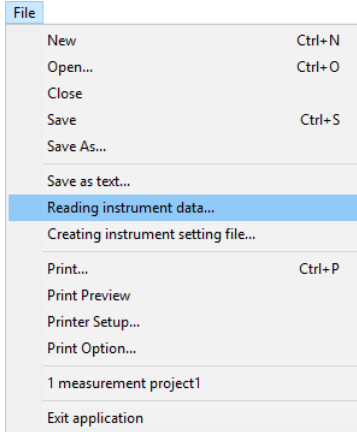 File
New Ctrl+N
Open... Ctrl+O
Close
Save Ctrl+S
Save As...
Save as text...
Reading instrument data...
Creating instrument setting file...
Print... Ctrl+P
Print Preview
Printer Setup...
Print Option...
1 measurement project1
Exit application